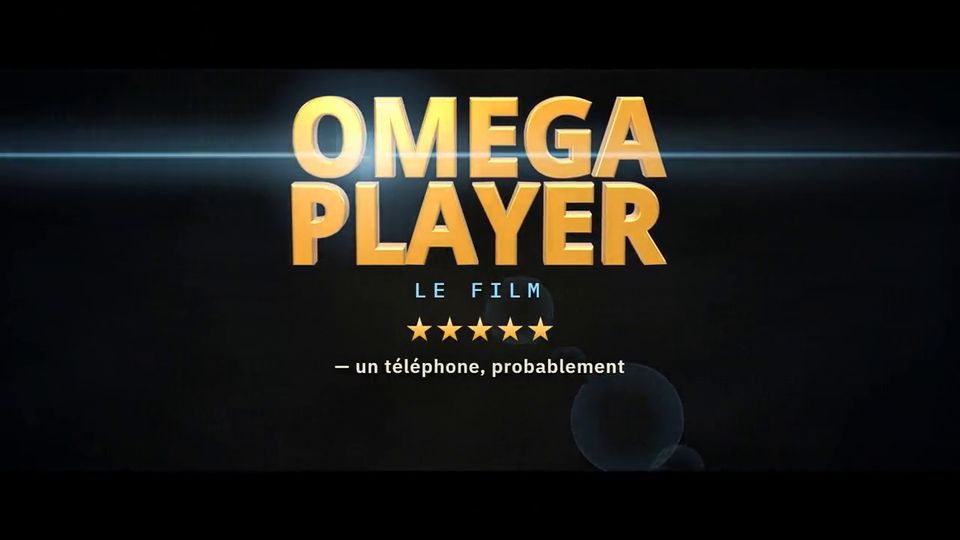 OMEGA
PLAYER
LE FILM
★★★★★
— un téléphone, probablement